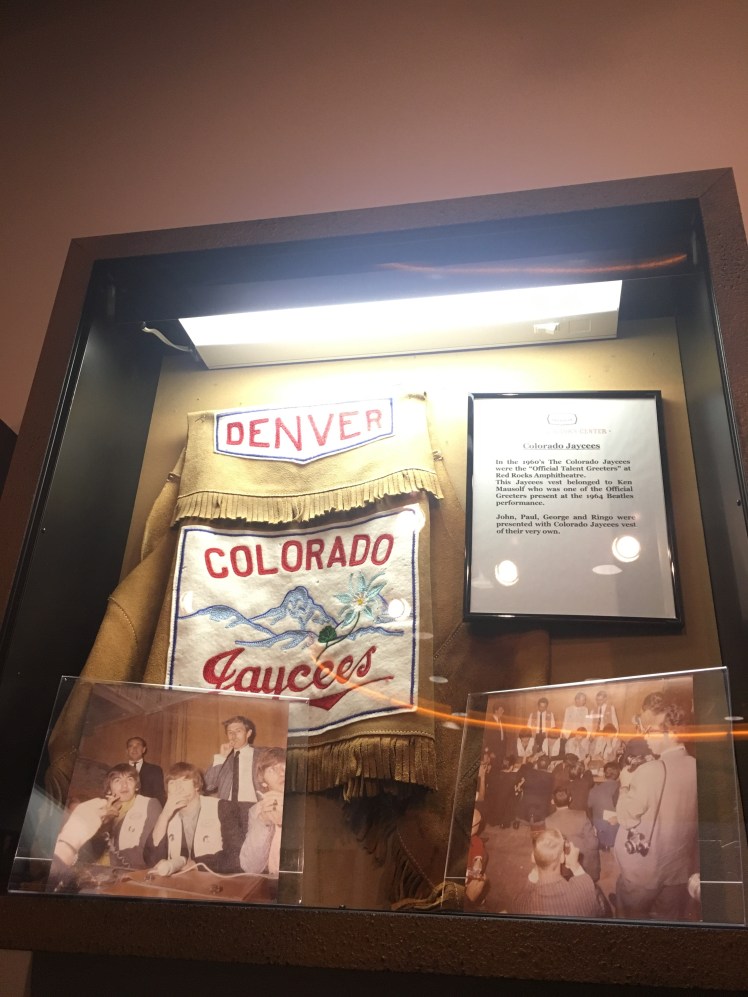 DENVER
COLORADO
Jaycees
Colorado Jaycees
In the 1960's The Colorado Jaycees
were the "Official Talent Greeters" at
Red Rocks Amphitheatre.
This Jaycees vest belonged to Ken
Mausolf who was one of the Official
Greeters present at the 1964 Beatles
performance.
John, Paul, George and Ringo were
presented with Colorado Jaycees vest
of their very own.